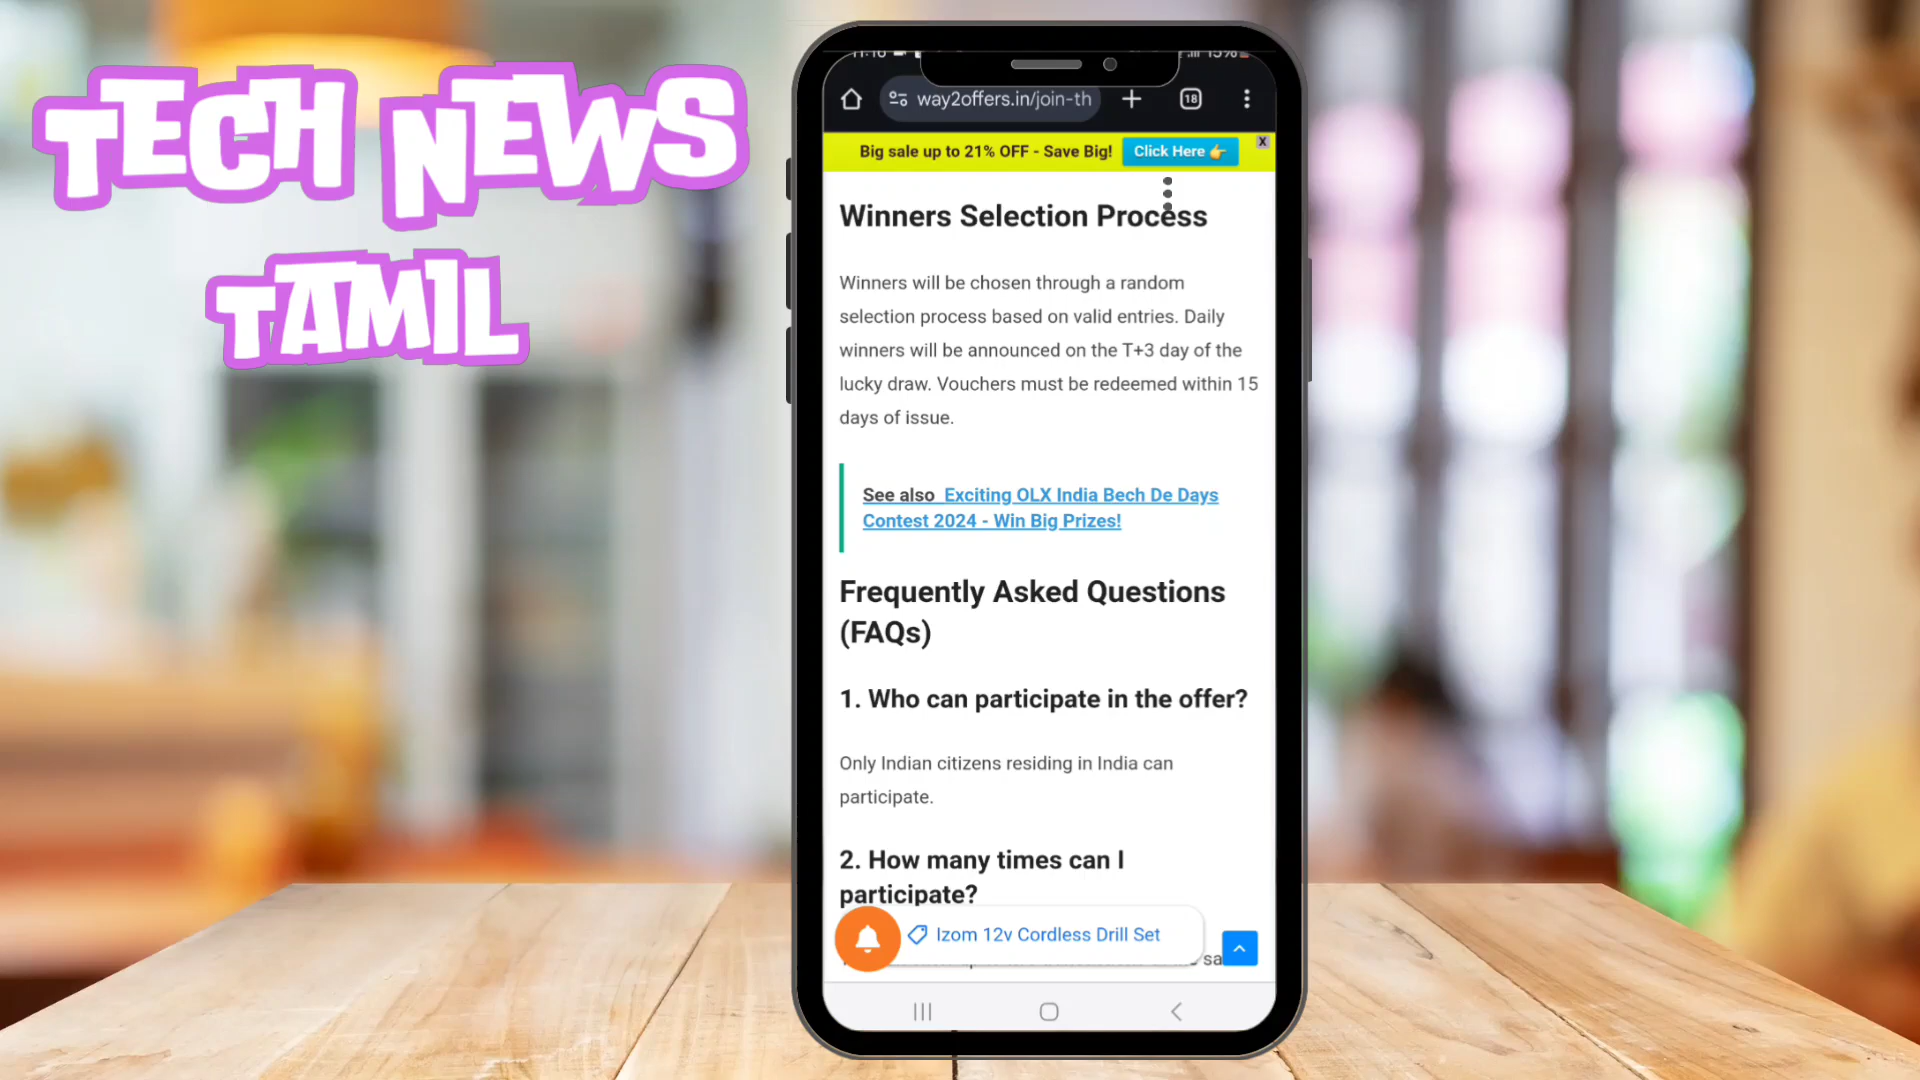 TECH NEWS
TAMIL
way2offers.in/join-th
18
Big sale up to 21% OFF - Save Big!
Click Here
X
Winners Selection Process
Winners will be chosen through a random
selection process based on valid entries. Daily
winners will be announced on the T+3 day of the
lucky draw. Vouchers must be redeemed within 15
days of issue.
See also Exciting OLX India Bech De Days
Contest 2024 - Win Big Prizes!
Frequently Asked Questions
(FAQs)
1. Who can participate in the offer?
Only Indian citizens residing in India can
participate.
2. How many times can I
participate?
Izom 12v Cordless Drill Set